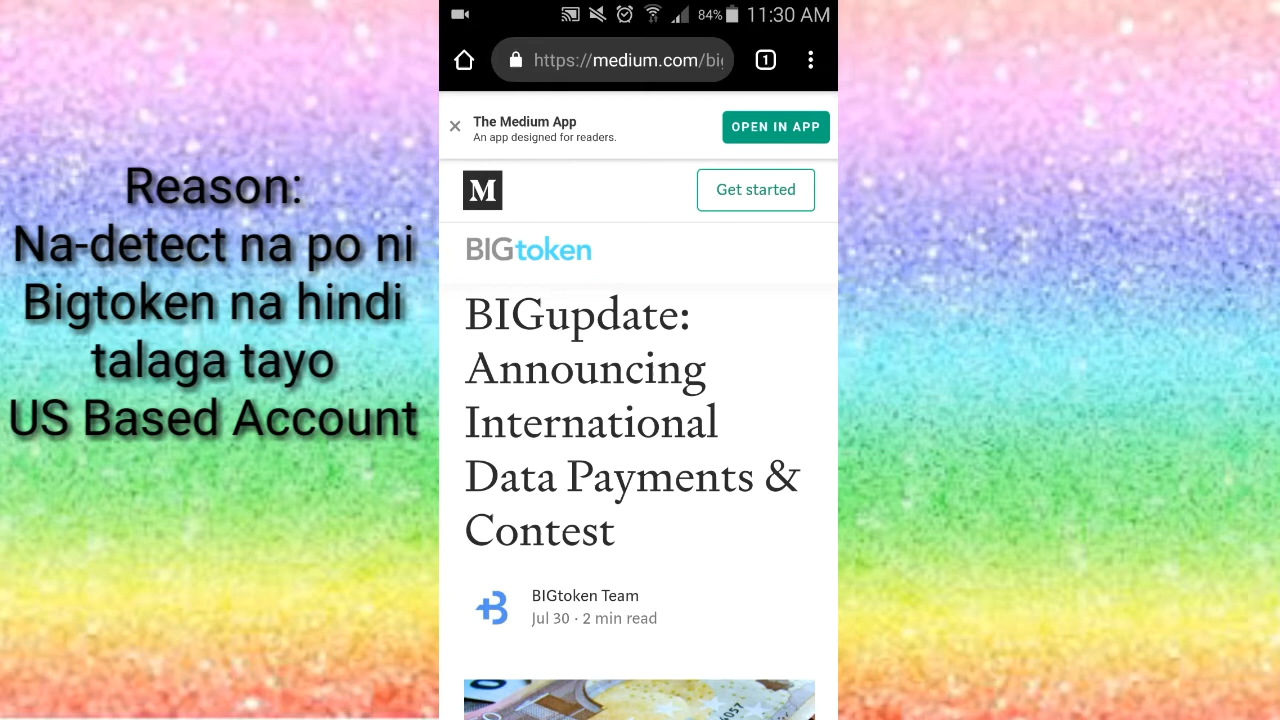 Reason:
Na-detect na po ni
Bigtoken na hindi
talaga tayo
US Based Account
84% 11:30 AM
https://medium.com/big
1
The Medium App
An app designed for readers.
OPEN IN APP
M
Get started
BIGtoken
BIGupdate:
Announcing
International
Data Payments &
Contest
BIGtoken Team
Jul 30 · 2 min read
4057